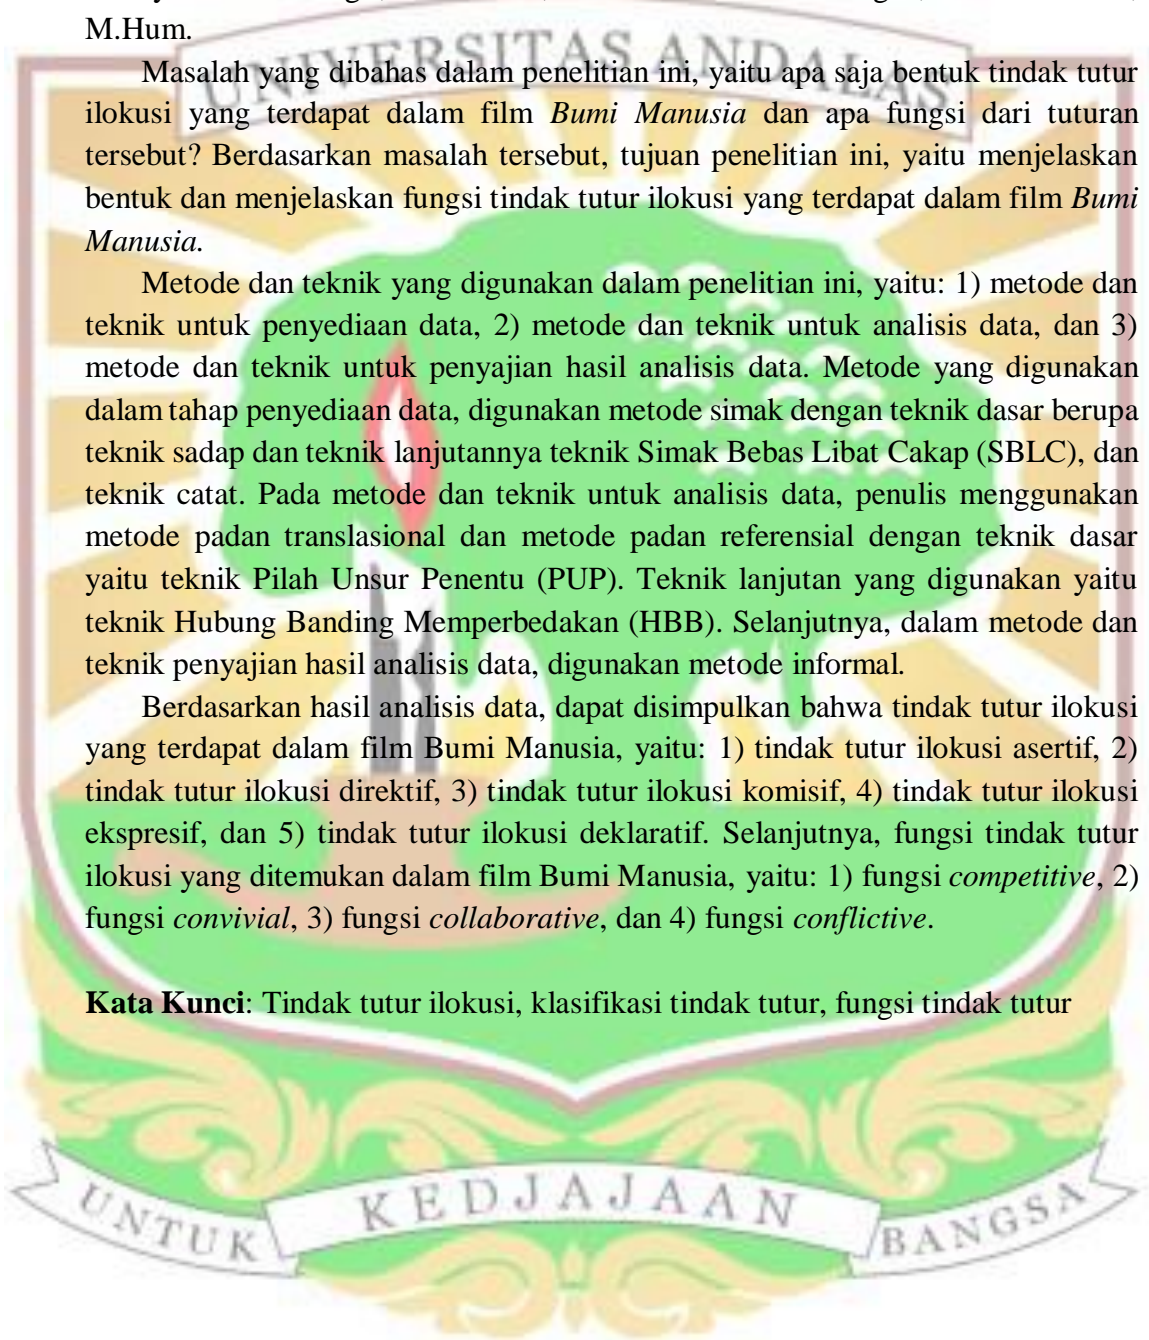 M.Hum.
UNIVERSITAS ANDALAS
Masalah yang dibahas dalam penelitian ini, yaitu apa saja bentuk tindak tutur
ilokusi yang terdapat dalam film Bumi Manusia dan apa fungsi dari tuturan
tersebut? Berdasarkan masalah tersebut, tujuan penelitian ini, yaitu menjelaskan
bentuk dan menjelaskan fungsi tindak tutur ilokusi yang terdapat dalam film Bumi
Manusia.
Metode dan teknik yang digunakan dalam penelitian ini, yaitu: 1) metode dan
teknik untuk penyediaan data, 2) metode dan teknik untuk analisis data, dan 3)
metode dan teknik untuk penyajian hasil analisis data. Metode yang digunakan
dalam tahap penyediaan data, digunakan metode simak dengan teknik dasar berupa
teknik sadap dan teknik lanjutannya teknik Simak Bebas Libat Cakap (SBLC), dan
teknik catat. Pada metode dan teknik untuk analisis data, penulis menggunakan
metode padan translasional dan metode padan referensial dengan teknik dasar
yaitu teknik Pilah Unsur Penentu (PUP). Teknik lanjutan yang digunakan yaitu
teknik Hubung Banding Memperbedakan (HBB). Selanjutnya, dalam metode dan
teknik penyajian hasil analisis data, digunakan metode informal.
Berdasarkan hasil analisis data, dapat disimpulkan bahwa tindak tutur ilokusi
yang terdapat dalam film Bumi Manusia, yaitu: 1) tindak tutur ilokusi asertif, 2)
tindak tutur ilokusi direktif, 3) tindak tutur ilokusi komisif, 4) tindak tutur ilokusi
ekspresif, dan 5) tindak tutur ilokusi deklaratif. Selanjutnya, fungsi tindak tutur
ilokusi yang ditemukan dalam film Bumi Manusia, yaitu: 1) fungsi competitive, 2)
fungsi convivial, 3) fungsi collaborative, dan 4) fungsi conflictive.
Kata Kunci: Tindak tutur ilokusi, klasifikasi tindak tutur, fungsi tindak tutur
UNTUK KEDJAJAAN BANGSA